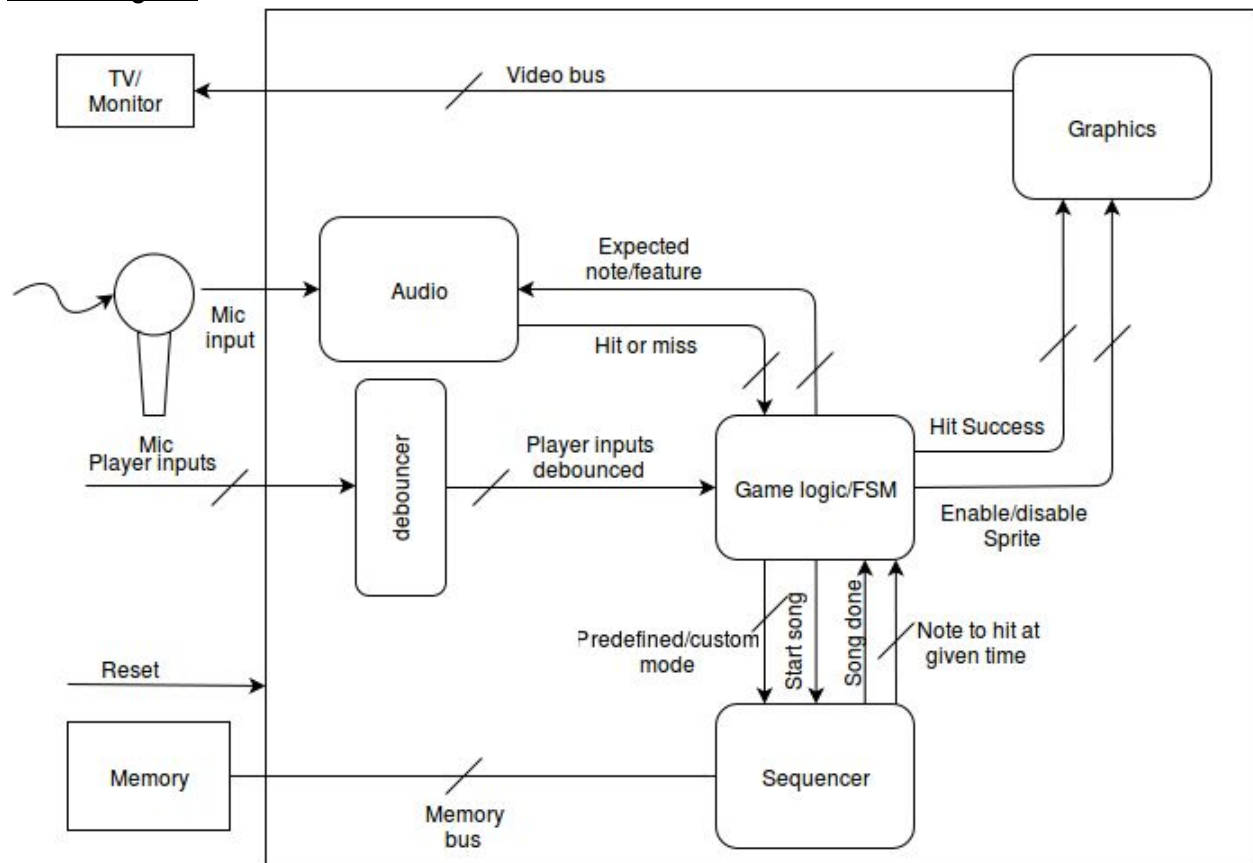 TV/
Monitor
Video bus
Graphics
Audio
Expected
note/feature
Mic
input
Hit or miss
Mic
Player inputs
debouncer
Player inputs
debounced
Game logic/FSM
Hit Success
Enable/disable
Sprite
Predefined/custom
mode
Start song
Song done
Note to hit at
given time
Reset
Memory
Memory
bus
Sequencer